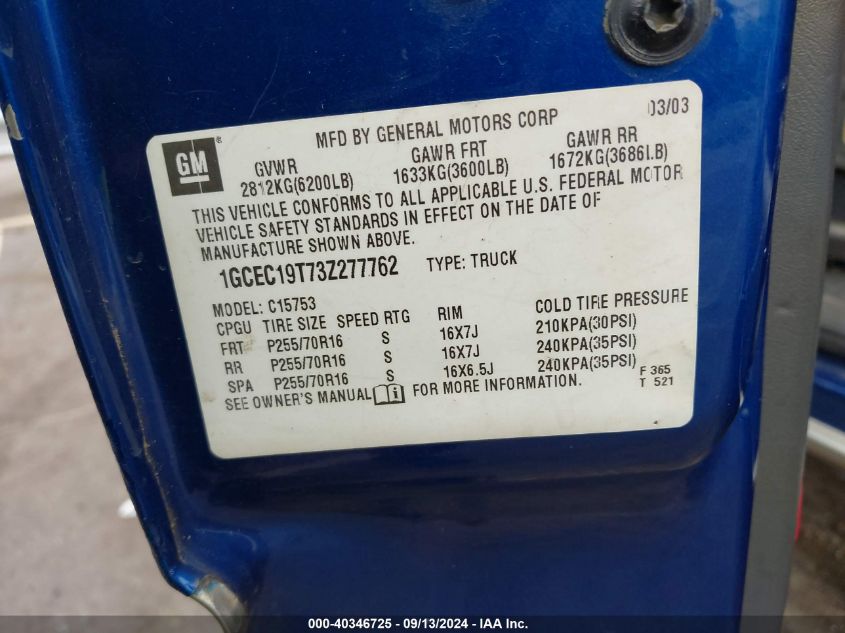 MFD BY GENERAL MOTORS CORP 03/03
GM®
GVWR GAWR FRT GAWR RR
2812KG(6200LB) 1633KG(3600LB) 1672KG(3686LB)
THIS VEHICLE CONFORMS TO ALL APPLICABLE U.S. FEDERAL MOTOR
VEHICLE SAFETY STANDARDS IN EFFECT ON THE DATE OF
MANUFACTURE SHOWN ABOVE.
1GCEC19T73Z277762 TYPE: TRUCK
MODEL: C15753
CPGU TIRE SIZE SPEED RTG RIM COLD TIRE PRESSURE
FRT P255/70R16 S 16X7J 210KPA(30PSI)
RR P255/70R16 S 16X7J 240KPA(35PSI)
SPA P255/70R16 S 16X6.5J 240KPA(35PSI)
SEE OWNER'S MANUAL FOR MORE INFORMATION.
F 365
T 521
000-40346725 - 09/13/2024 - IAA Inc.